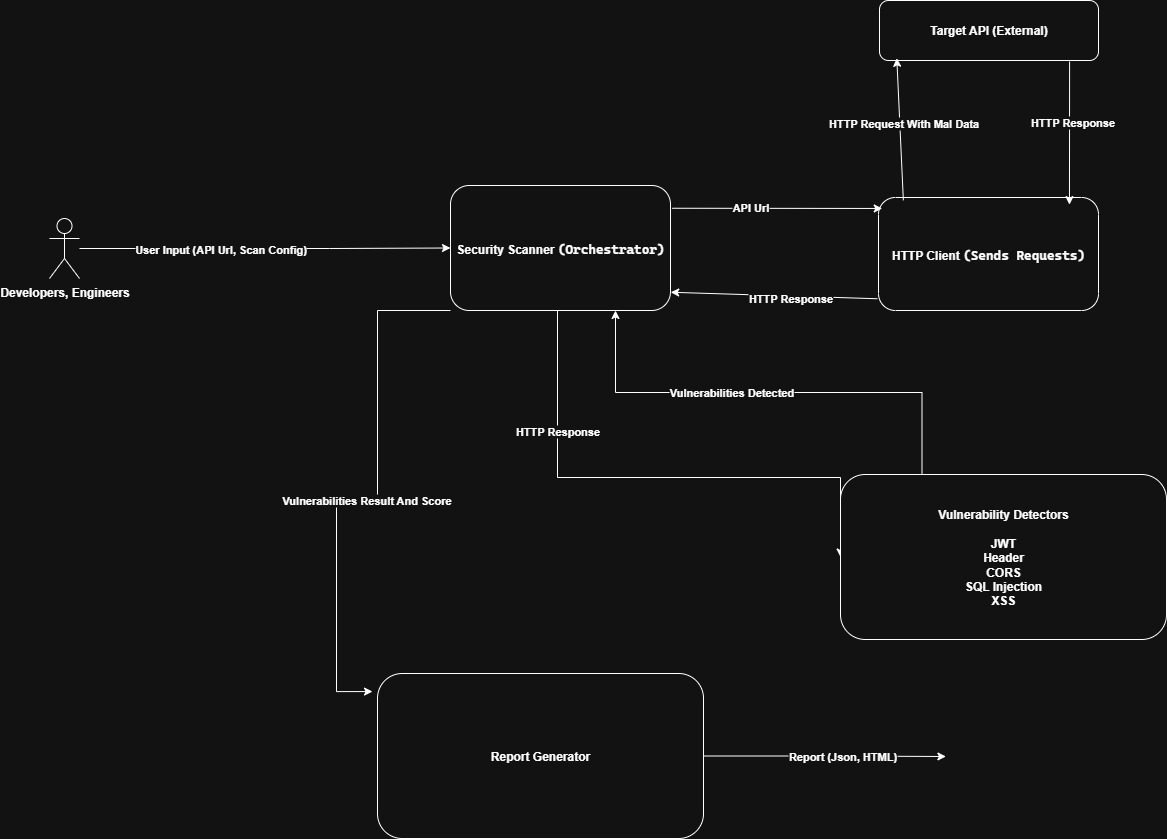 Target API (External)
HTTP Request With Mal Data
HTTP Response
API Url
Security Scanner (Orchestrator)
User Input (API Url, Scan Config)
HTTP Client (Sends Requests)
Developers, Engineers
HTTP Response
Vulnerabilities Detected
HTTP Response
Vulnerabilities Result And Score
Vulnerability Detectors
JWT
Header
CORS
SQL Injection
XSS
Report Generator
Report (Json, HTML)